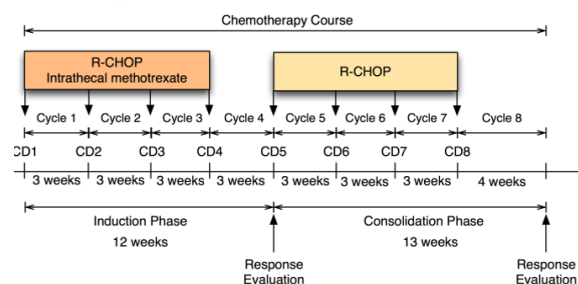 Chemotherapy Course
R-CHOP
Intrathecal methotrexate
R-CHOP
Cycle 1 Cycle 2 Cycle 3 Cycle 4 Cycle 5 Cycle 6 Cycle 7 Cycle 8
CD1 CD2 CD3 CD4 CD5 CD6 CD7 CD8
3 weeks 3 weeks 3 weeks 3 weeks 3 weeks 3 weeks 3 weeks 4 weeks
Induction Phase Consolidation Phase
12 weeks 13 weeks
Response Response
Evaluation Evaluation